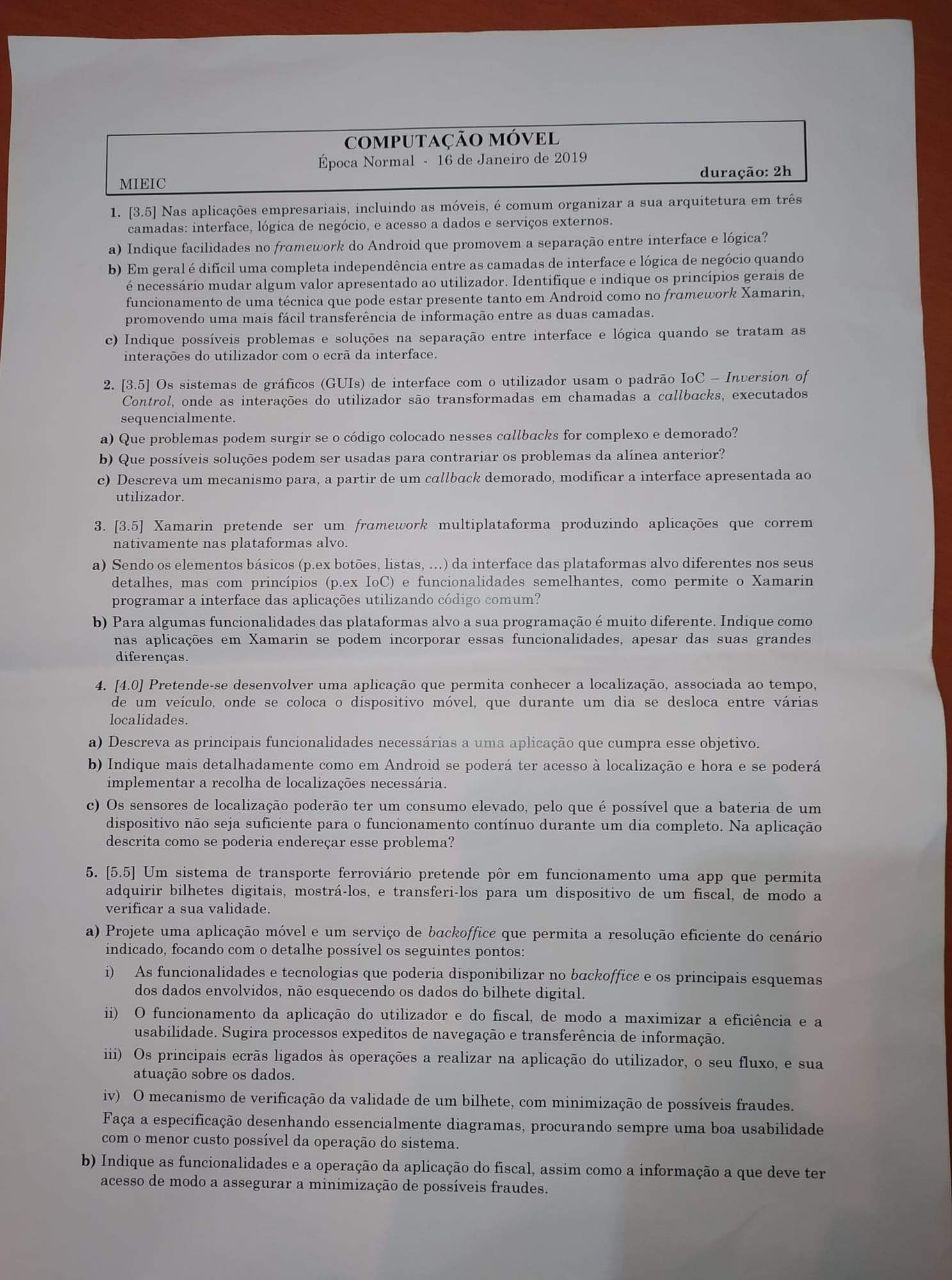 COMPUTAÇÃO MÓVEL
Época Normal - 16 de Janeiro de 2019
MIEIC
duração: 2h
1. [3.5] Nas aplicações empresariais, incluindo as móveis, é comum organizar a sua arquitetura em três
camadas: interface, lógica de negócio, e acesso a dados e serviços externos.
a) Indique facilidades no framework do Android que promovem a separação entre interface e lógica?
b) Em geral é difícil uma completa independência entre as camadas de interface e lógica de negócio quando
é necessário mudar algum valor apresentado ao utilizador. Identifique e indique os princípios gerais de
funcionamento de uma técnica que pode estar presente tanto em Android como no framework Xamarin,
promovendo uma mais fácil transferência de informação entre as duas camadas.
c) Indique possíveis problemas e soluções na separação entre interface e lógica quando se tratam as
interações do utilizador com o ecrã da interface.
2. [3.5] Os sistemas de gráficos (GUIs) de interface com o utilizador usam o padrão IoC – Inversion of
Control, onde as interações do utilizador são transformadas em chamadas a callbacks, executados
sequencialmente.
a) Que problemas podem surgir se o código colocado nesses callbacks for complexo e demorado?
b) Que possíveis soluções podem ser usadas para contrariar os problemas da alínea anterior?
c) Descreva um mecanismo para, a partir de um callback demorado, modificar a interface apresentada ao
utilizador.
3. [3.5] Xamarin pretende ser um framework multiplataforma produzindo aplicações que correm
nativamente nas plataformas alvo.
a) Sendo os elementos básicos (p.ex botões, listas, ...) da interface das plataformas alvo diferentes nos seus
detalhes, mas com princípios (p.ex IoC) e funcionalidades semelhantes, como permite o Xamarin
programar a interface das aplicações utilizando código comum?
b) Para algumas funcionalidades das plataformas alvo a sua programação é muito diferente. Indique como
nas aplicações em Xamarin se podem incorporar essas funcionalidades, apesar das suas grandes
diferenças.
4. [4.0] Pretende-se desenvolver uma aplicação que permita conhecer a localização, associada ao tempo,
de um veículo, onde se coloca o dispositivo móvel, que durante um dia se desloca entre várias
localidades.
a) Descreva as principais funcionalidades necessárias a uma aplicação que cumpra esse objetivo.
b) Indique mais detalhadamente como em Android se poderá ter acesso à localização e hora e se poderá
implementar a recolha de localizações necessária.
c) Os sensores de localização poderão ter um consumo elevado, pelo que é possível que a bateria de um
dispositivo não seja suficiente para o funcionamento contínuo durante um dia completo. Na aplicação
descrita como se poderia endereçar esse problema?
5. [5.5] Um sistema de transporte ferroviário pretende pôr em funcionamento uma app que permita
adquirir bilhetes digitais, mostrá-los, e transferi-los para um dispositivo de um fiscal, de modo a
verificar a sua validade.
a) Projete uma aplicação móvel e um serviço de backoffice que permita a resolução eficiente do cenário
indicado, focando com o detalhe possível os seguintes pontos:
i) As funcionalidades e tecnologias que poderia disponibilizar no backoffice e os principais esquemas
dos dados envolvidos, não esquecendo os dados do bilhete digital.
ii) O funcionamento da aplicação do utilizador e do fiscal, de modo a maximizar a eficiência e a
usabilidade. Sugira processos expeditos de navegação e transferência de informação.
iii) Os principais ecrãs ligados às operações a realizar na aplicação do utilizador, o seu fluxo, e sua
atuação sobre os dados.
iv) O mecanismo de verificação da validade de um bilhete, com minimização de possíveis fraudes.
Faça a especificação desenhando essencialmente diagramas, procurando sempre uma boa usabilidade
com o menor custo possível da operação do sistema.
b) Indique as funcionalidades e a operação da aplicação do fiscal, assim como a informação a que deve ter
acesso de modo a assegurar a minimização de possíveis fraudes.